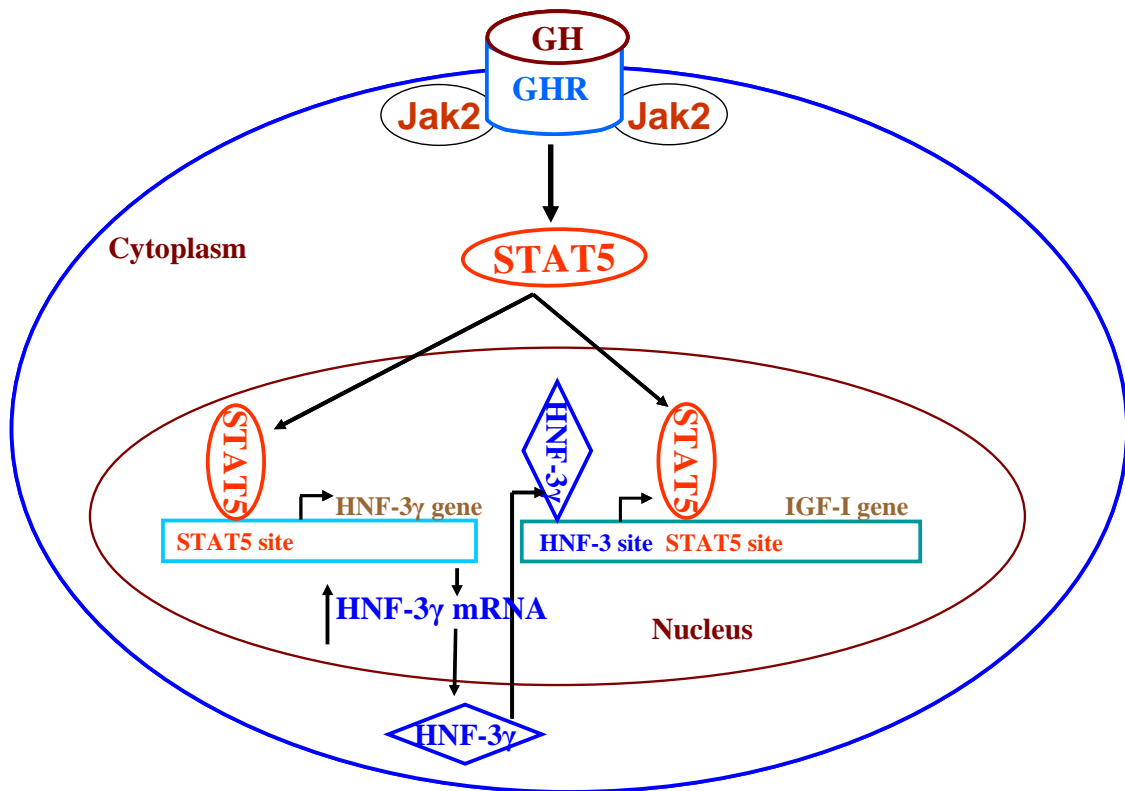 GH
GHR
Jak2
Jak2
Cytoplasm
STAT5
STAT5
HNF-3γ
STAT5
HNF-3γ gene
IGF-I gene
STAT5 site
HNF-3 site STAT5 site
HNF-3γ mRNA
Nucleus
HNF-3γ